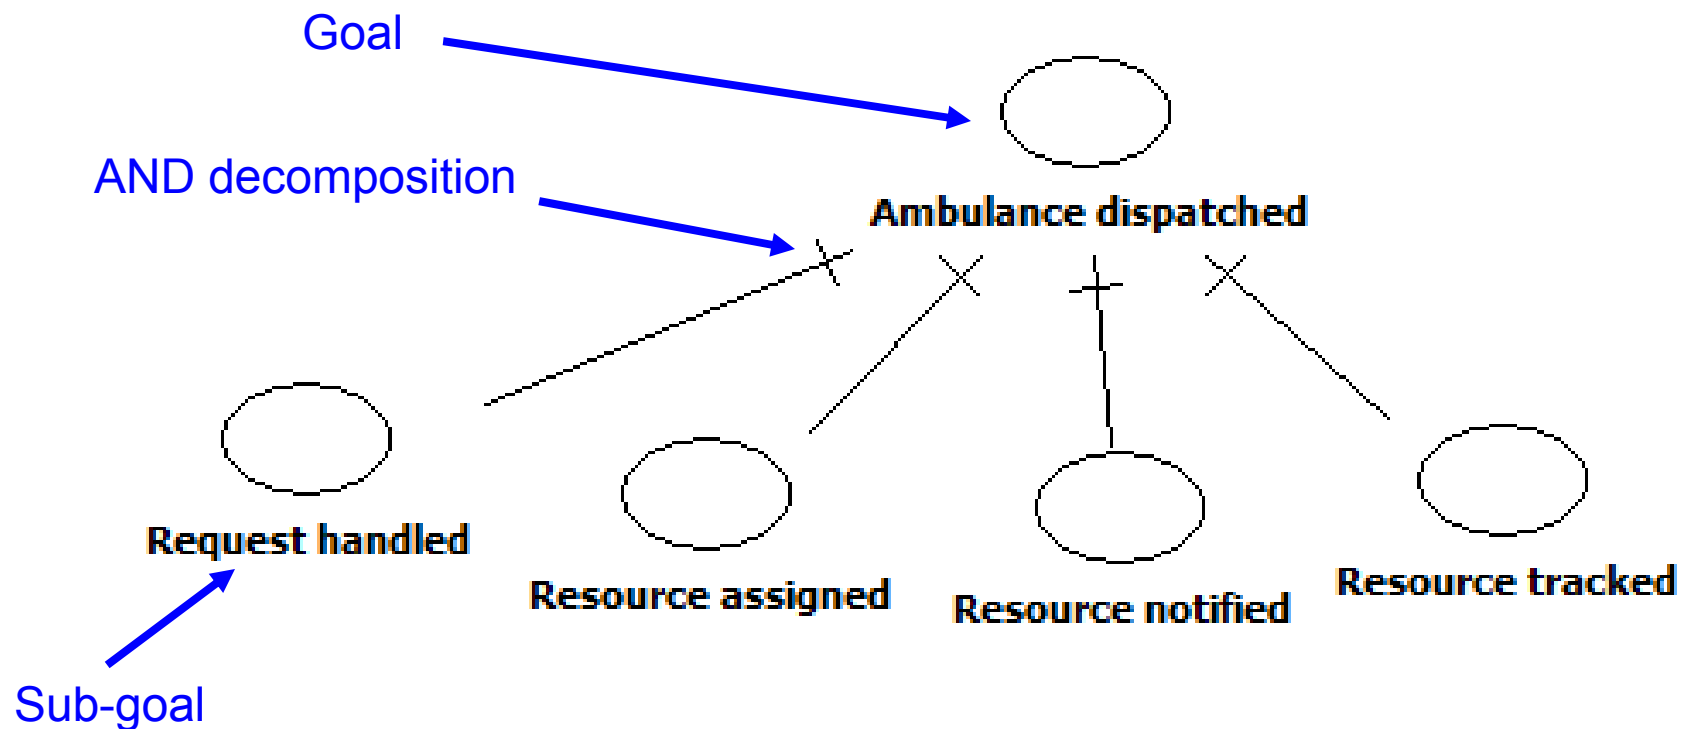 Goal
AND decomposition
Ambulance dispatched
Request handled
Resource assigned
Resource notified
Resource tracked
Sub-goal